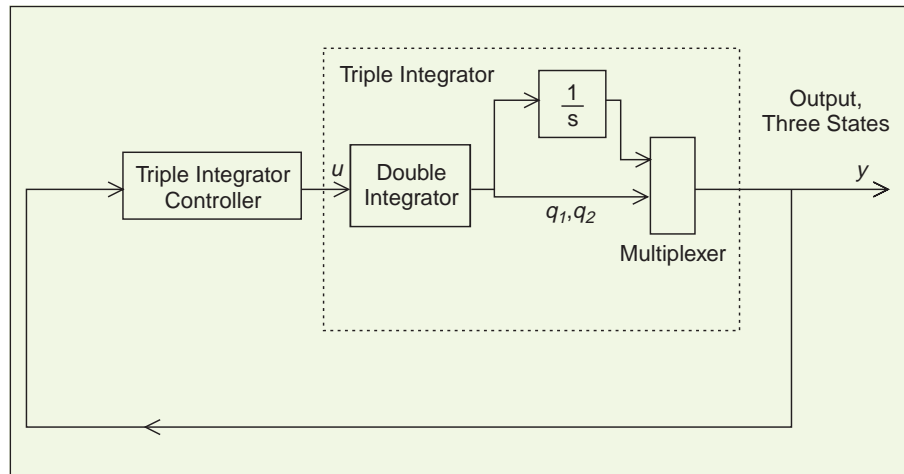 Triple Integrator
1
s
Output,
Three States
Triple Integrator
Controller
u
Double
Integrator
y
q1,q2
Multiplexer